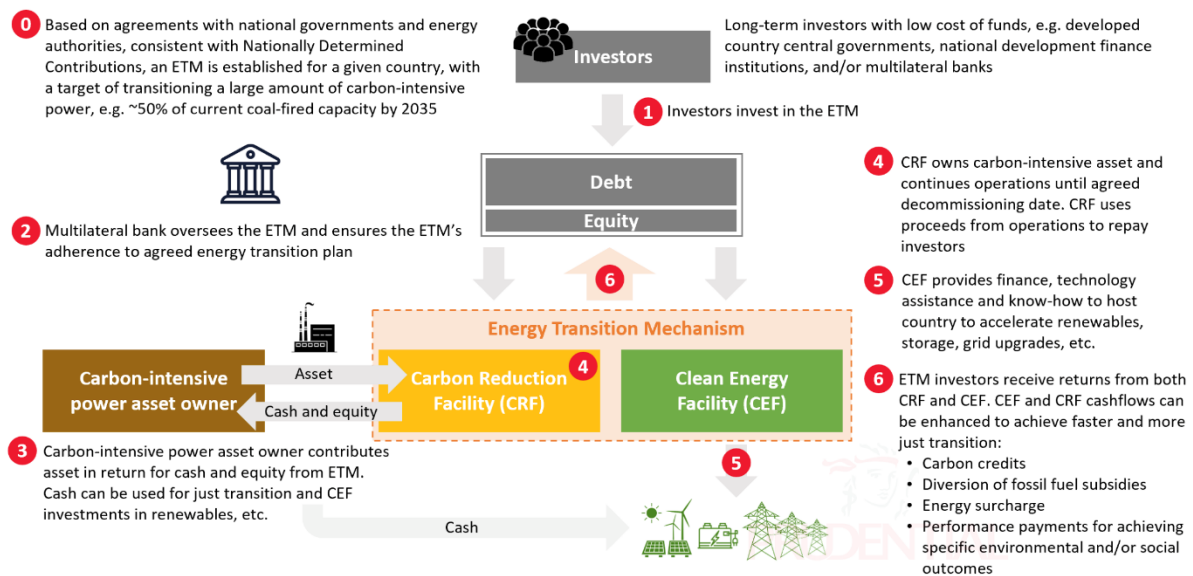 0
Based on agreements with national governments and energy
authorities, consistent with Nationally Determined
Contributions, an ETM is established for a given country, with
a target of transitioning a large amount of carbon-intensive
power, e.g. ~50% of current coal-fired capacity by 2035
Investors
Long-term investors with low cost of funds, e.g. developed
country central governments, national development finance
institutions, and/or multilateral banks
1
Investors invest in the ETM
Debt
Equity
2
Multilateral bank oversees the ETM and ensures the ETM's
adherence to agreed energy transition plan
4
CRF owns carbon-intensive asset and
continues operations until agreed
decommissioning date. CRF uses
proceeds from operations to repay
investors
6
Energy Transition Mechanism
Carbon-intensive
power asset owner
Asset
Cash and equity
Carbon Reduction
Facility (CRF)
4
Clean Energy
Facility (CEF)
5
CEF provides finance, technology
assistance and know-how to host
country to accelerate renewables,
storage, grid upgrades, etc.
3
Carbon-intensive power asset owner contributes
asset in return for cash and equity from ETM.
Cash can be used for just transition and CEF
investments in renewables, etc.
Cash
5
6
ETM investors receive returns from both
CRF and CEF. CEF and CRF cashflows can
be enhanced to achieve faster and more
just transition:
• Carbon credits
• Diversion of fossil fuel subsidies
• Energy surcharge
• Performance payments for achieving
specific environmental and/or social
outcomes